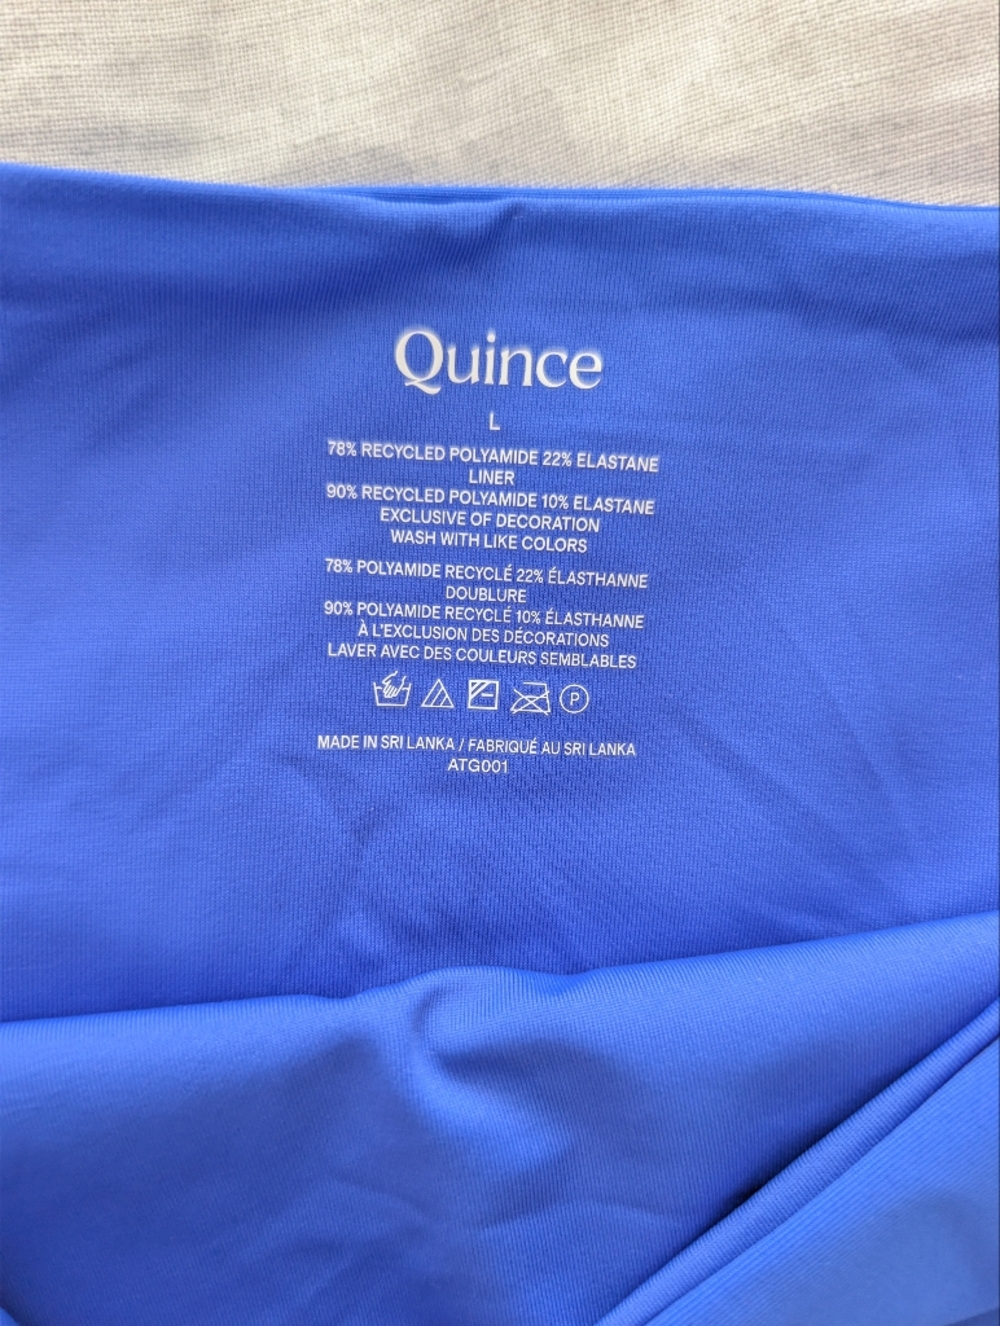 Quince
L
78% RECYCLED POLYAMIDE 22% ELASTANE
LINER
90% RECYCLED POLYAMIDE 10% ELASTANE
EXCLUSIVE OF DECORATION
WASH WITH LIKE COLORS
78% POLYAMIDE RECYCLÉ 22% ÉLASTHANNE
DOUBLURE
90% POLYAMIDE RECYCLÉ 10% ÉLASTHANNE
À L'EXCLUSION DES DÉCORATIONS
LAVER AVEC DES COULEURS SEMBLABLES
P
MADE IN SRI LANKA / FABRIQUÉ AU SRI LANKA
ATG001